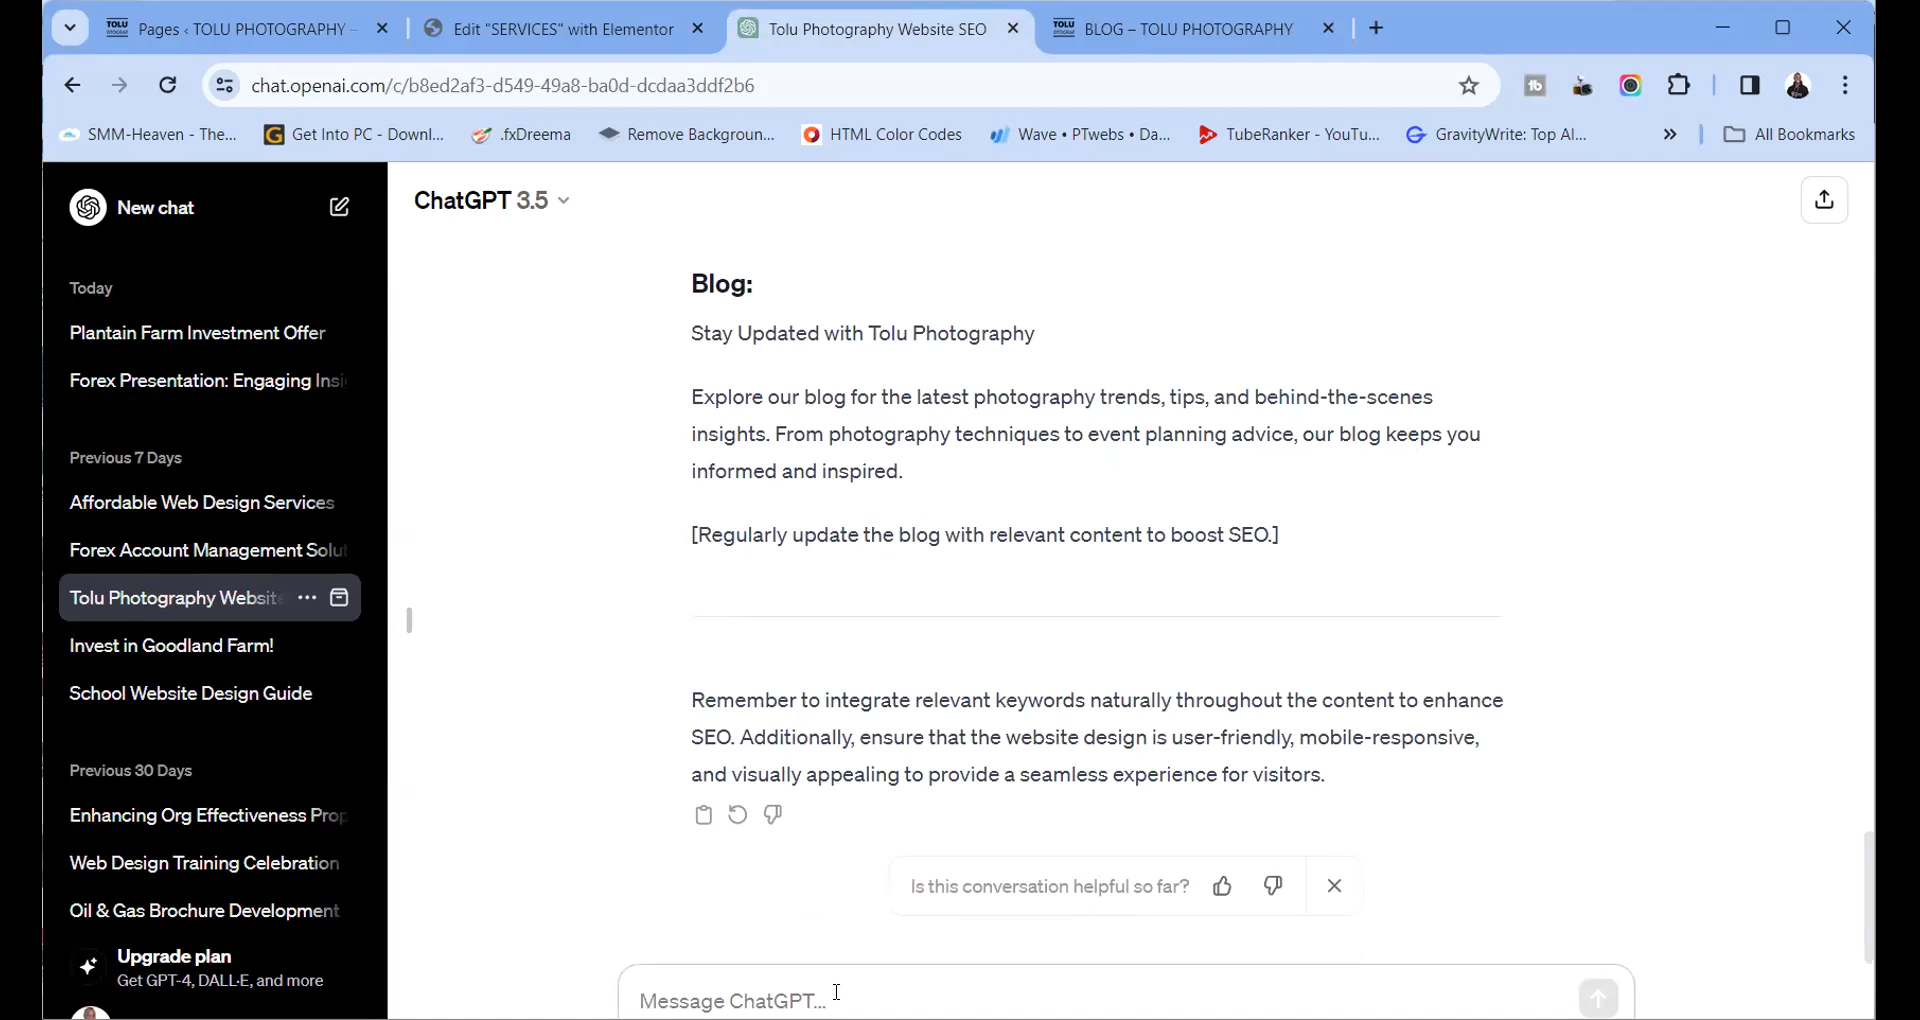 Pages ‹ TOLU PHOTOGRAPHY –
Edit "SERVICES" with Elementor
Tolu Photography Website SEO
TOLU
BLOG – TOLU PHOTOGRAPHY
chat.openai.com/c/b8ed2af3-d549-49a8-ba0d-dcdaa3ddf2b6
SMM-Heaven - The...
Get Into PC - Downl...
.fxDreema
Remove Backgroun...
HTML Color Codes
Wave • PTwebs • Da...
TubeRanker - YouTu...
GravityWrite: Top AI...
All Bookmarks
New chat
Today
Plantain Farm Investment Offer
Forex Presentation: Engaging Insi
Previous 7 Days
Affordable Web Design Services
Forex Account Management Solut
Tolu Photography Website
Invest in Goodland Farm!
School Website Design Guide
Previous 30 Days
Enhancing Org Effectiveness Prop
Web Design Training Celebration
Oil & Gas Brochure Development
Upgrade plan
Get GPT-4, DALL·E, and more
ChatGPT 3.5
Blog:
Stay Updated with Tolu Photography
Explore our blog for the latest photography trends, tips, and behind-the-scenes
insights. From photography techniques to event planning advice, our blog keeps you
informed and inspired.
[Regularly update the blog with relevant content to boost SEO.]
Remember to integrate relevant keywords naturally throughout the content to enhance
SEO. Additionally, ensure that the website design is user-friendly, mobile-responsive,
and visually appealing to provide a seamless experience for visitors.
Is this conversation helpful so far?
Message ChatGPT...